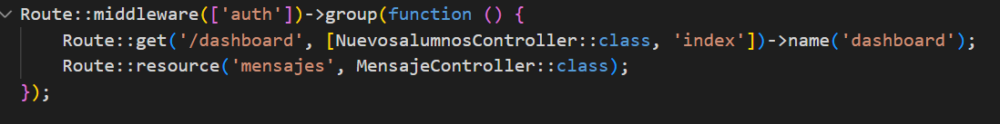 Route::middleware(['auth'])->group(function () {
    Route::get('/dashboard', [NuevosalumnosController::class, 'index'])->name('dashboard');
    Route::resource('mensajes', MensajeController::class);
});